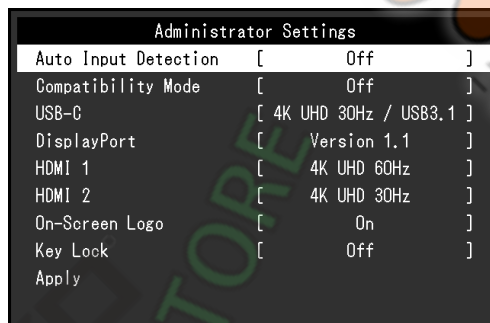 Administrator Settings
Auto Input Detection [ Off ]
Compatibility Mode [ Off ]
USB-C [ 4K UHD 30Hz / USB3.1 ]
DisplayPort [ Version 1.1 ]
HDMI 1 [ 4K UHD 60Hz ]
HDMI 2 [ 4K UHD 30Hz ]
On-Screen Logo [ On ]
Key Lock [ Off ]
Apply
TORE